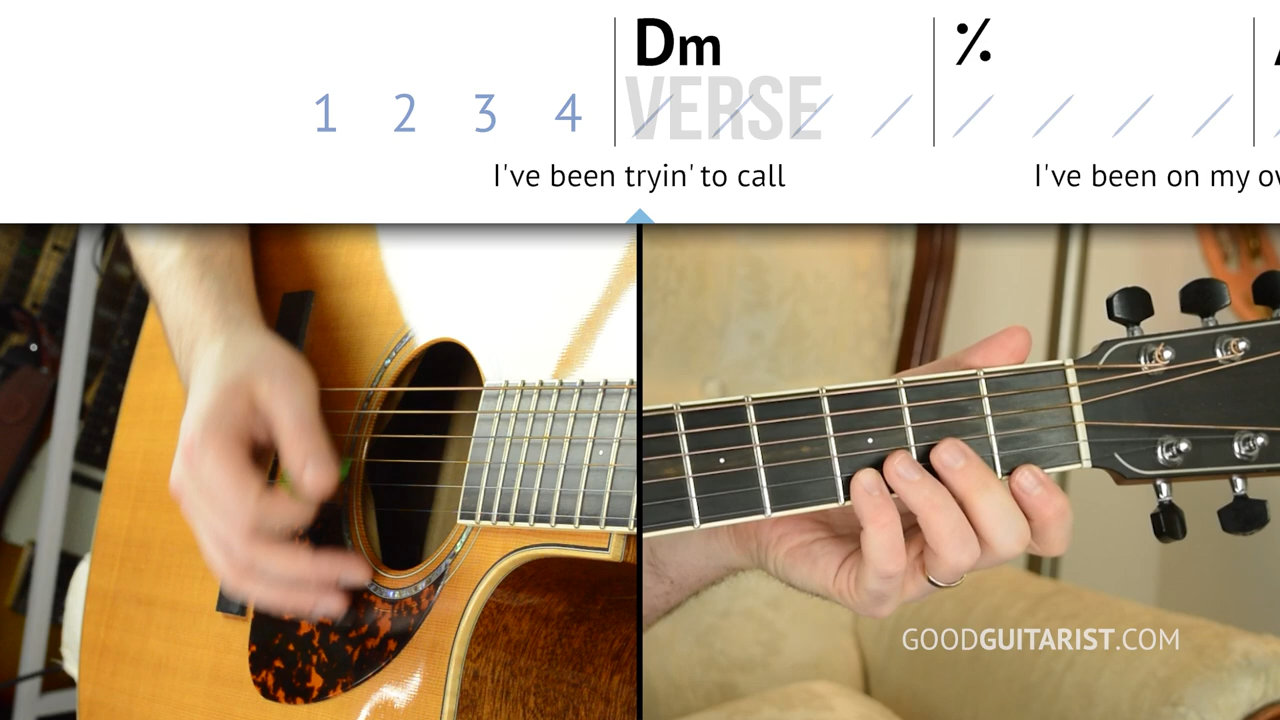 Dm
٪
1 2 3 4 VERSE
I've been tryin' to call I've been on my
GOODGUITARIST.COM